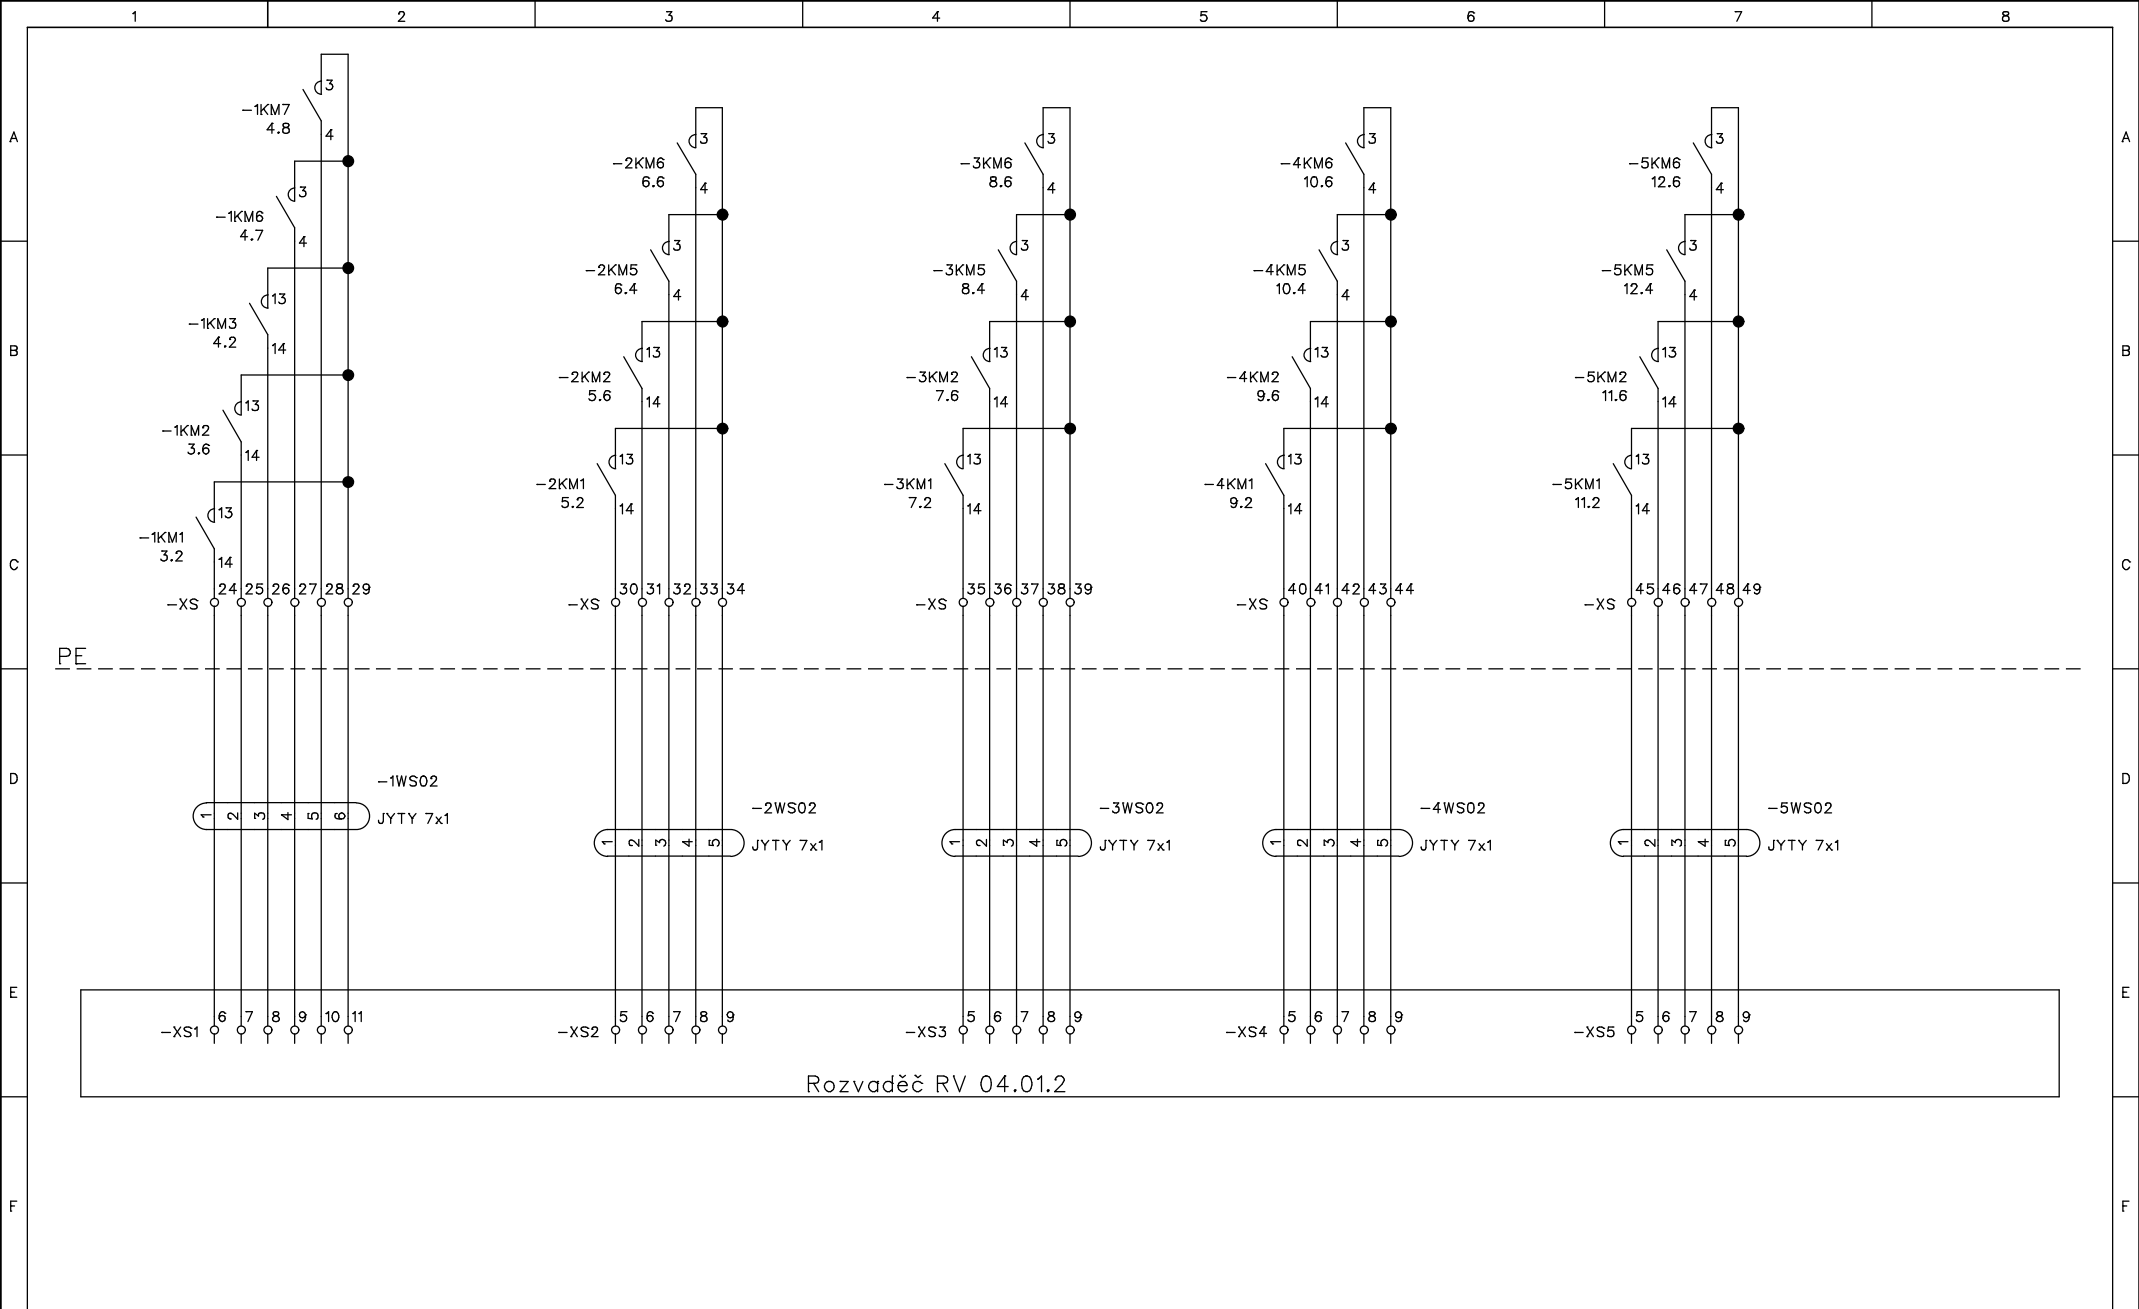 1 2 3 4 5 6 7 8
3
-1KM7
4.8
4
A A
3 3 3 3
-2KM6 -3KM6 -4KM6 -5KM6
6.6 8.6 10.6 12.6
4 4 4 4
3
-1KM6
4.7
4
3 3 3 3
-2KM5 -3KM5 -4KM5 -5KM5
6.4 8.4 10.4 12.4
4 4 4 4
13
-1KM3
4.2
14
B B
13 13 13 13
-2KM2 -3KM2 -4KM2 -5KM2
5.6 7.6 9.6 11.6
14 14 14 14
13
-1KM2
3.6
14
13 13 13 13
-2KM1 -3KM1 -4KM1 -5KM1
5.2 7.2 9.2 11.2
14 14 14 14
13
-1KM1
3.2
14
C C
24 25 26 27 28 29 30 31 32 33 34 35 36 37 38 39 40 41 42 43 44 45 46 47 48 49
-XS -XS -XS -XS -XS
PE
D D
-1WS02
1 2 3 4 5 6 JYTY 7x1
-2WS02 -3WS02 -4WS02 -5WS02
1 2 3 4 5 JYTY 7x1 1 2 3 4 5 JYTY 7x1 1 2 3 4 5 JYTY 7x1 1 2 3 4 5 JYTY 7x1
E E
6 7 8 9 10 11 5 6 7 8 9 5 6 7 8 9 5 6 7 8 9 5 6 7 8 9
-XS1 -XS2 -XS3 -XS4 -XS5
Rozvaděč RV 04.01.2
F F